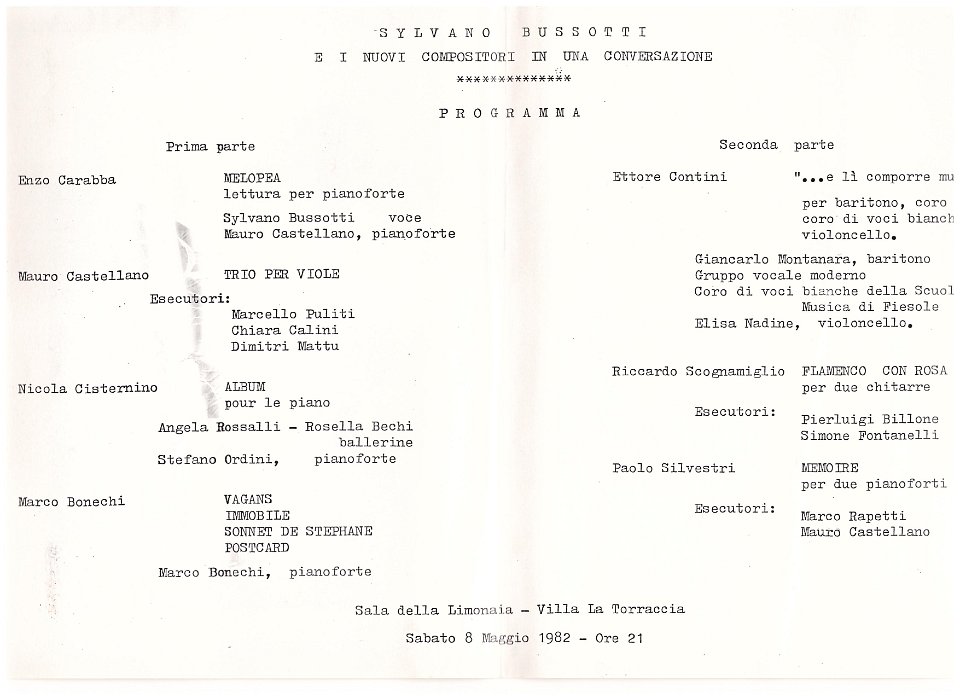 SYLVANO BUSSOTTI
E I NUOVI COMPOSITORI IN UNA CONVERSAZIONE
**************
PROGRAMMA
Prima parte
Enzo Carabba MELOPEA
lettura per pianoforte
Sylvano Bussotti voce
Mauro Castellano, pianoforte
Mauro Castellano TRIO PER VIOLE
Esecutori:
Marcello Puliti
Chiara Calini
Dimitri Mattu
Nicola Cisternino ALBUM
pour le piano
Angela Rossalli - Rosella Bechi
ballerine
Stefano Ordini, pianoforte
Marco Bonechi VAGANS
IMMOBILE
SONNET DE STEPHANE
POSTCARD
Marco Bonechi, pianoforte
Seconda parte
Ettore Contini "...e lì comporre mu
per baritono, coro
coro di voci bianch
violoncello.
Giancarlo Montanara, baritono
Gruppo vocale moderno
Coro di voci bianche della Scuol
Musica di Fiesole
Elisa Nadine, violoncello.
Riccardo Scognamiglio FLAMENCO CON ROSA
per due chitarre
Esecutori:
Pierluigi Billone
Simone Fontanelli
Paolo Silvestri MEMOIRE
per due pianoforti
Esecutori:
Marco Rapetti
Mauro Castellano
Sala della Limonaia - Villa La Torraccia
Sabato 8 Maggio 1982 - Ore 21